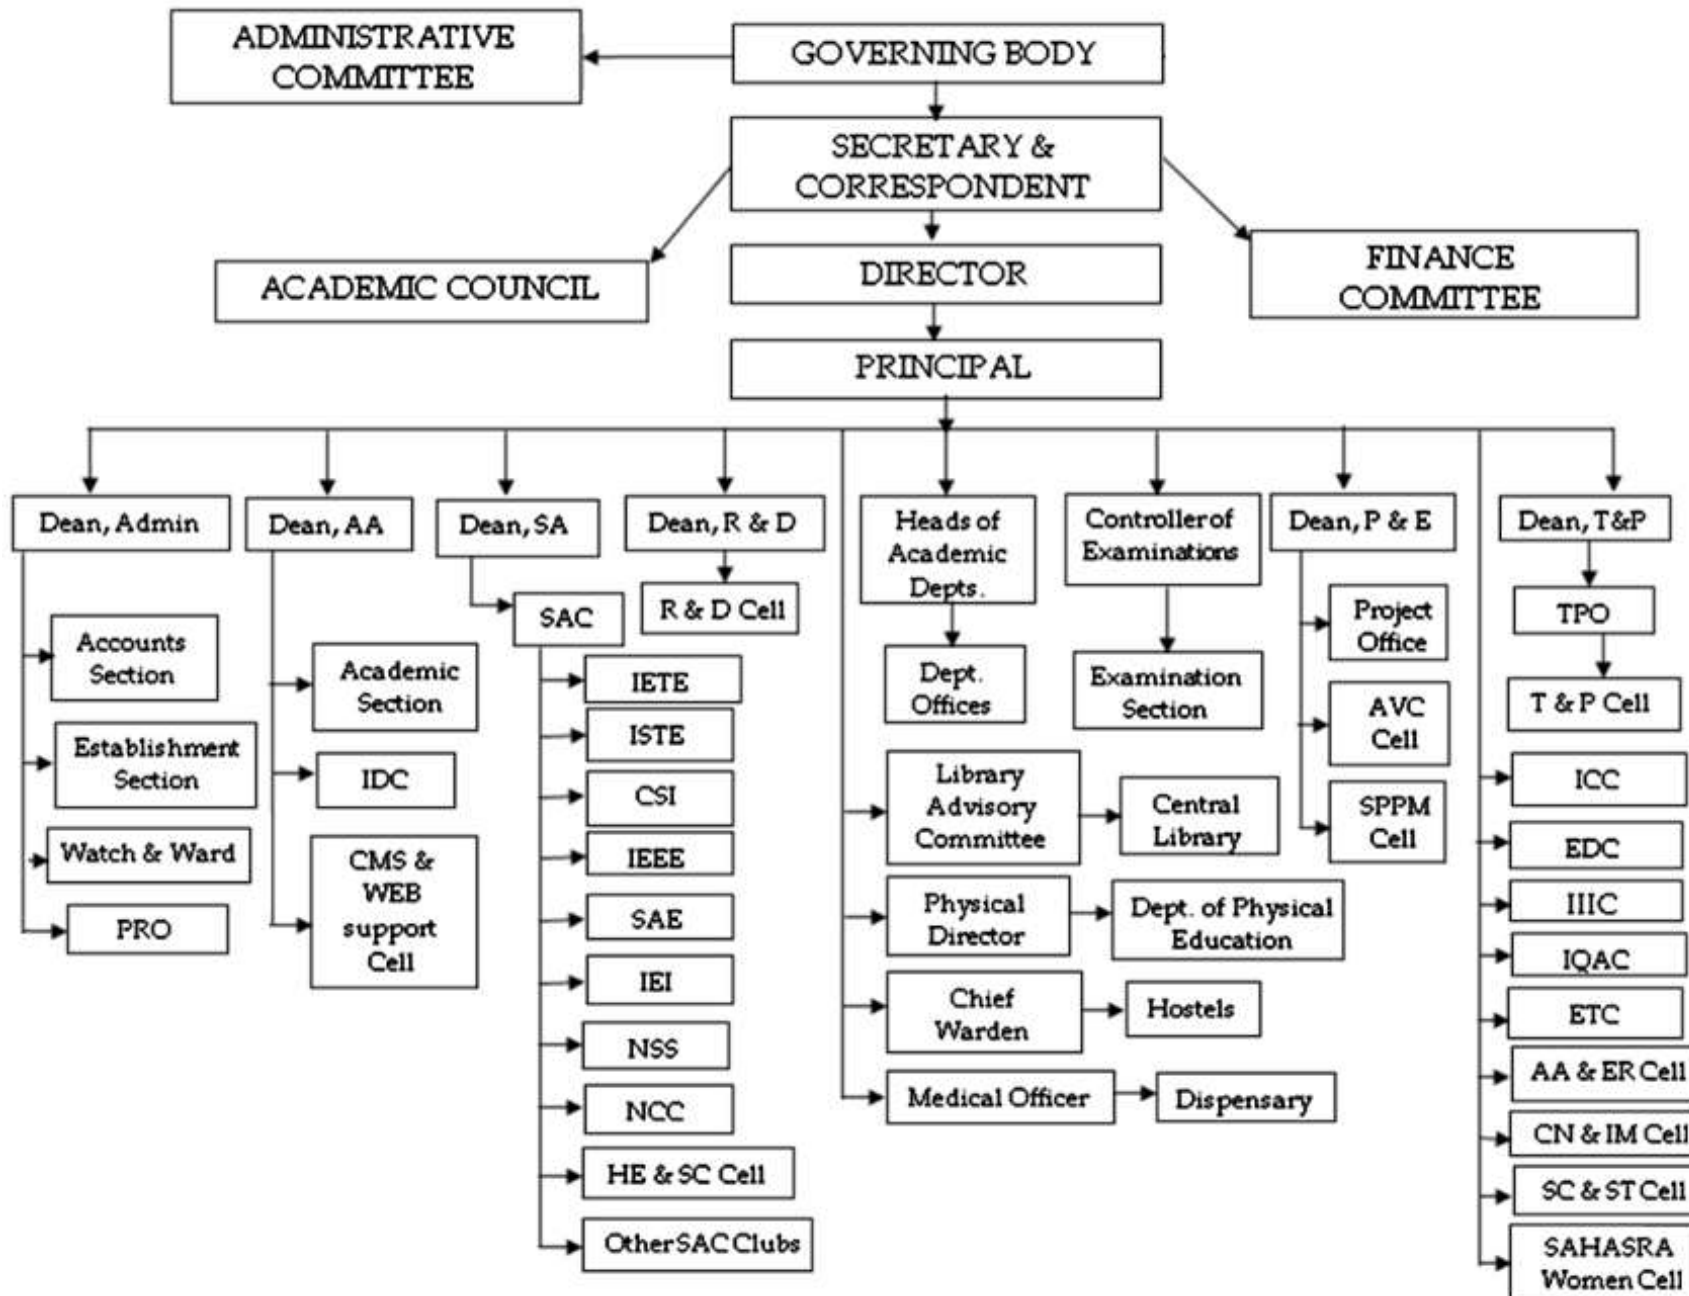 ADMINISTRATIVE
COMMITTEE
GOVERNING BODY
SECRETARY &
CORRESPONDENT
ACADEMIC COUNCIL
DIRECTOR
FINANCE
COMMITTEE
PRINCIPAL
Dean, Admin
Accounts
Section
Establishment
Section
Watch & Ward
PRO
Dean, AA
Academic
Section
IDC
CMS &
WEB
support
Cell
Dean, SA
SAC
IETE
ISTE
CSI
IEEE
SAE
IEI
NSS
NCC
HE & SC Cell
Other SAC Clubs
Dean, R & D
R & D Cell
Heads of
Academic
Depts.
Dept.
Offices
Library
Advisory
Committee
Central
Library
Physical
Director
Dept. of Physical
Education
Chief
Warden
Hostels
Medical Officer
Dispensary
Controller of
Examinations
Examination
Section
Dean, P & E
Project
Office
AVC
Cell
SPPM
Cell
Dean, T&P
TPO
T & P Cell
ICC
EDC
IIIC
IQAC
ETC
AA & ER Cell
CN & IM Cell
SC & ST Cell
SAHASRA
Women Cell